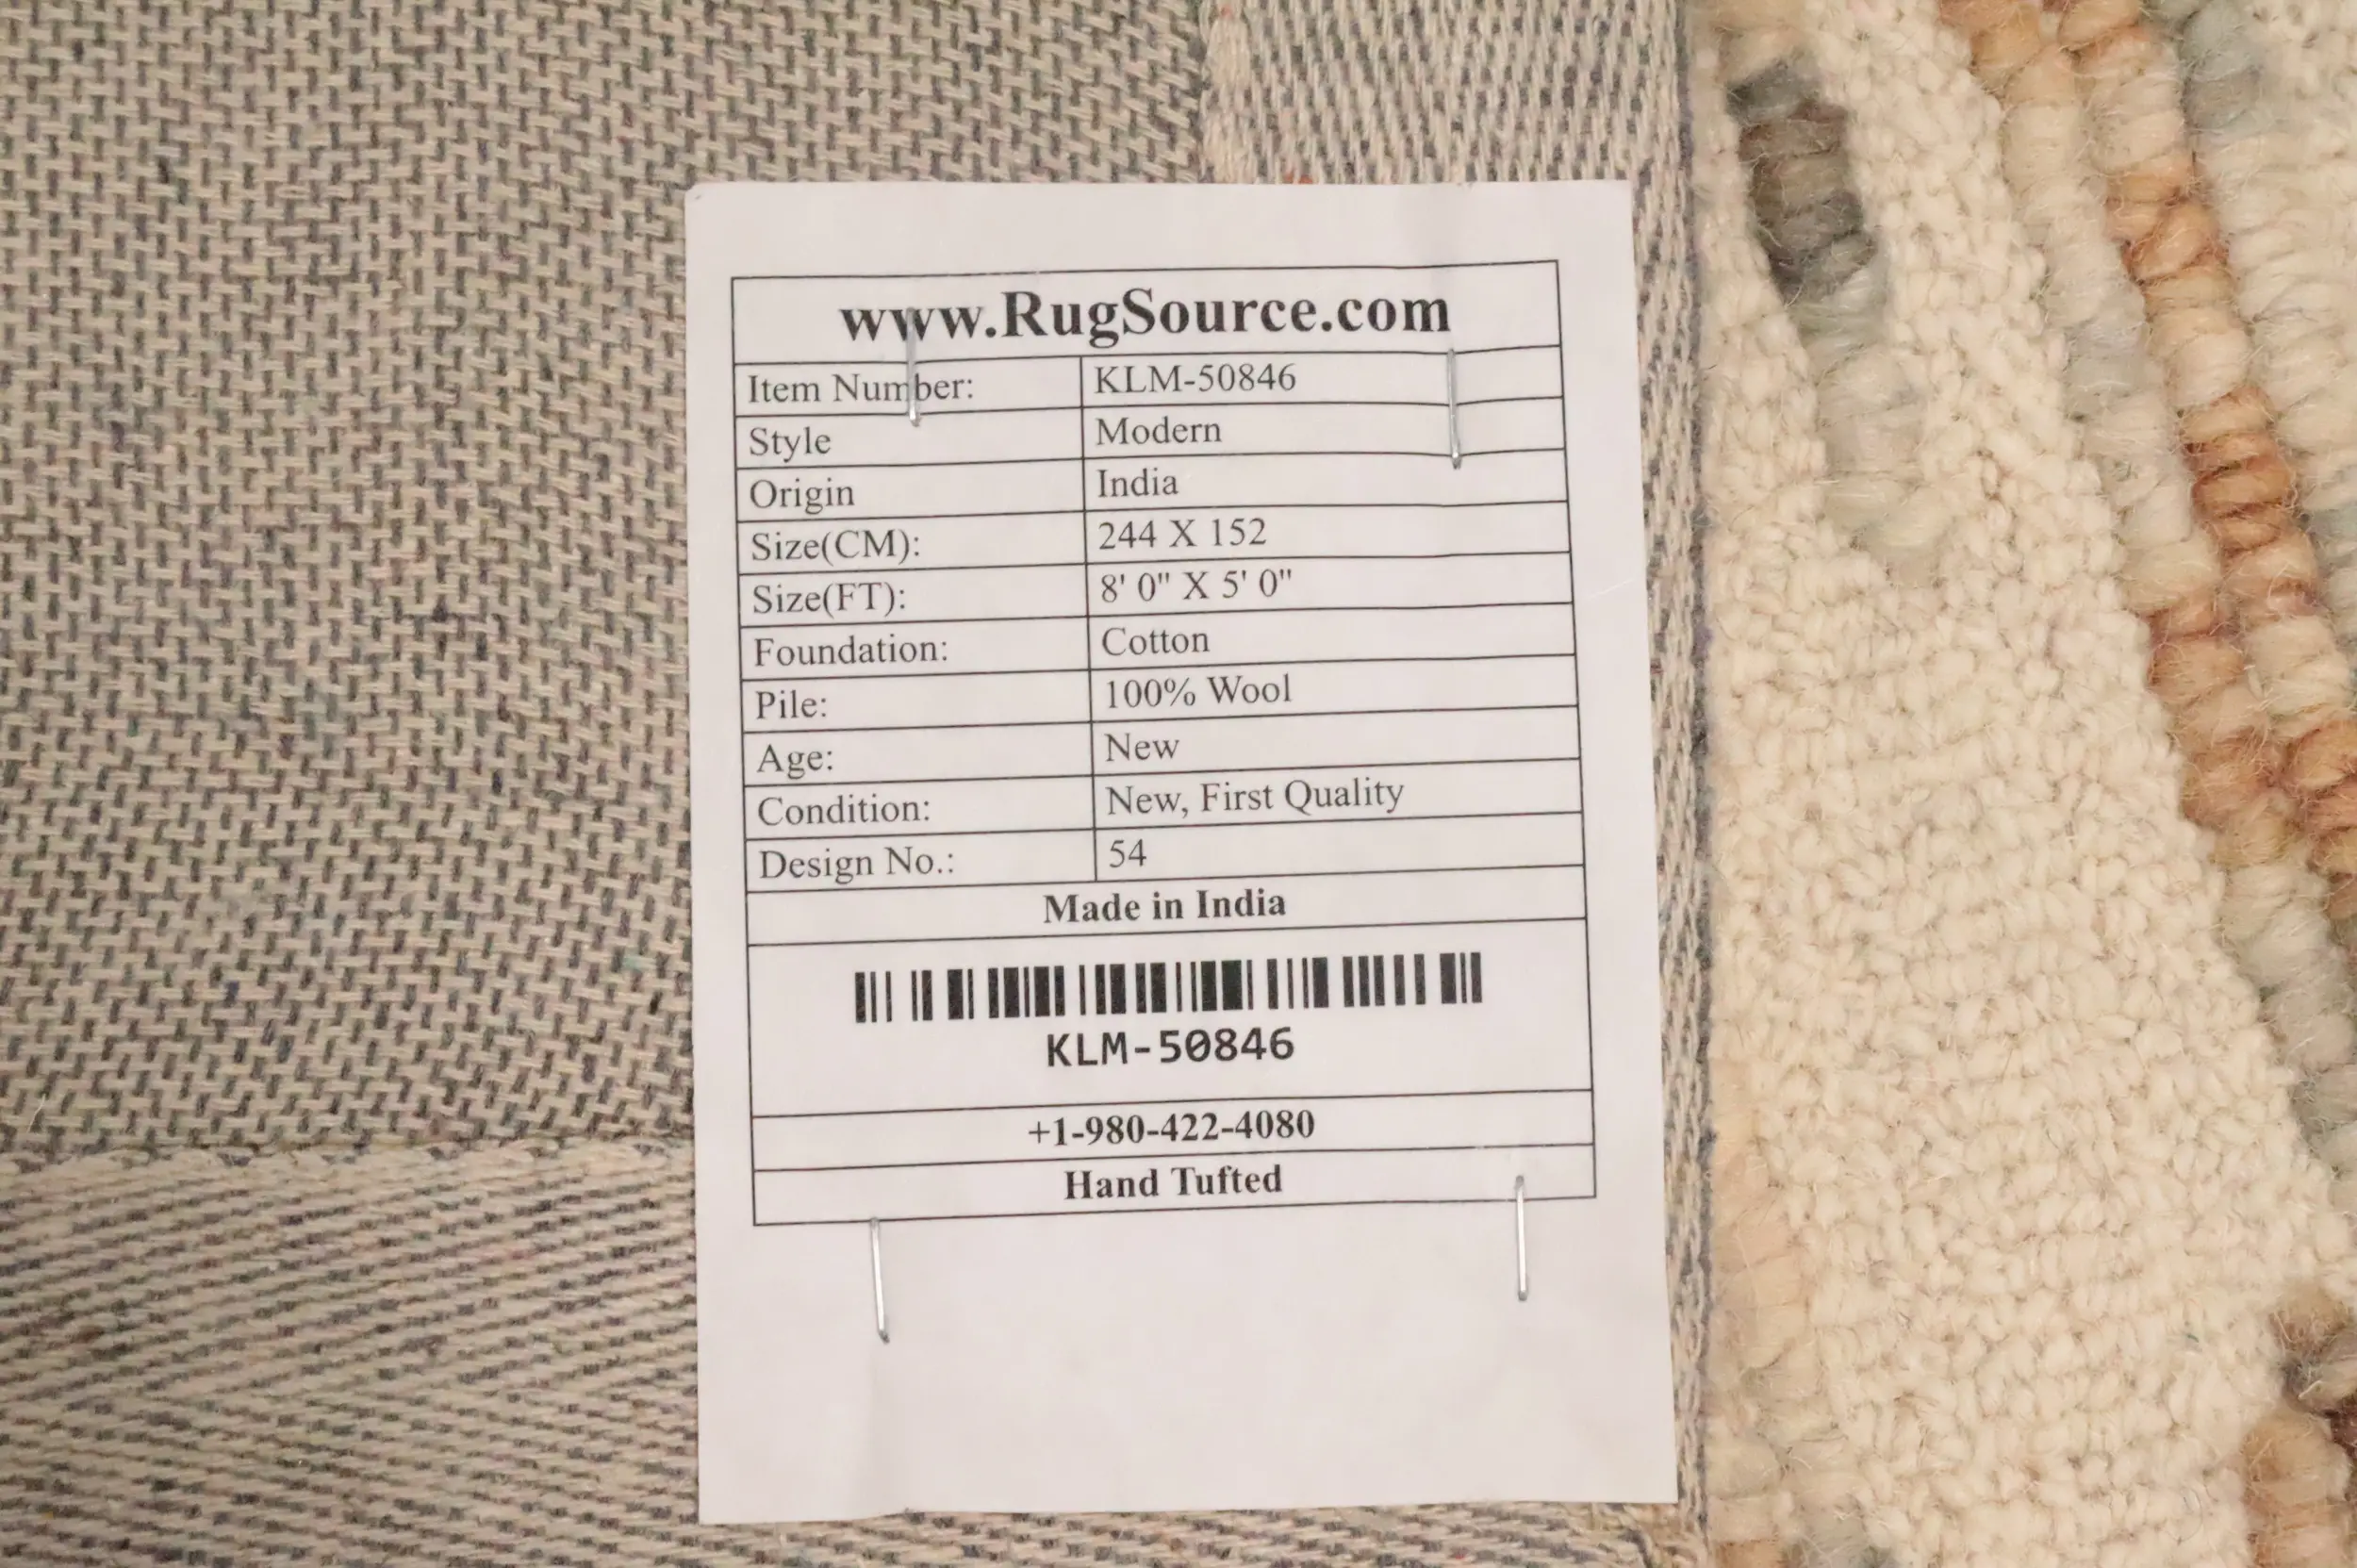 www.RugSource.com
Item Number: KLM-50846
Style Modern
Origin India
Size(CM): 244 X 152
Size(FT): 8' 0" X 5' 0"
Foundation: Cotton
Pile: 100% Wool
Age: New
Condition: New, First Quality
Design No.: 54
Made in India
KLM-50846
+1-980-422-4080
Hand Tufted